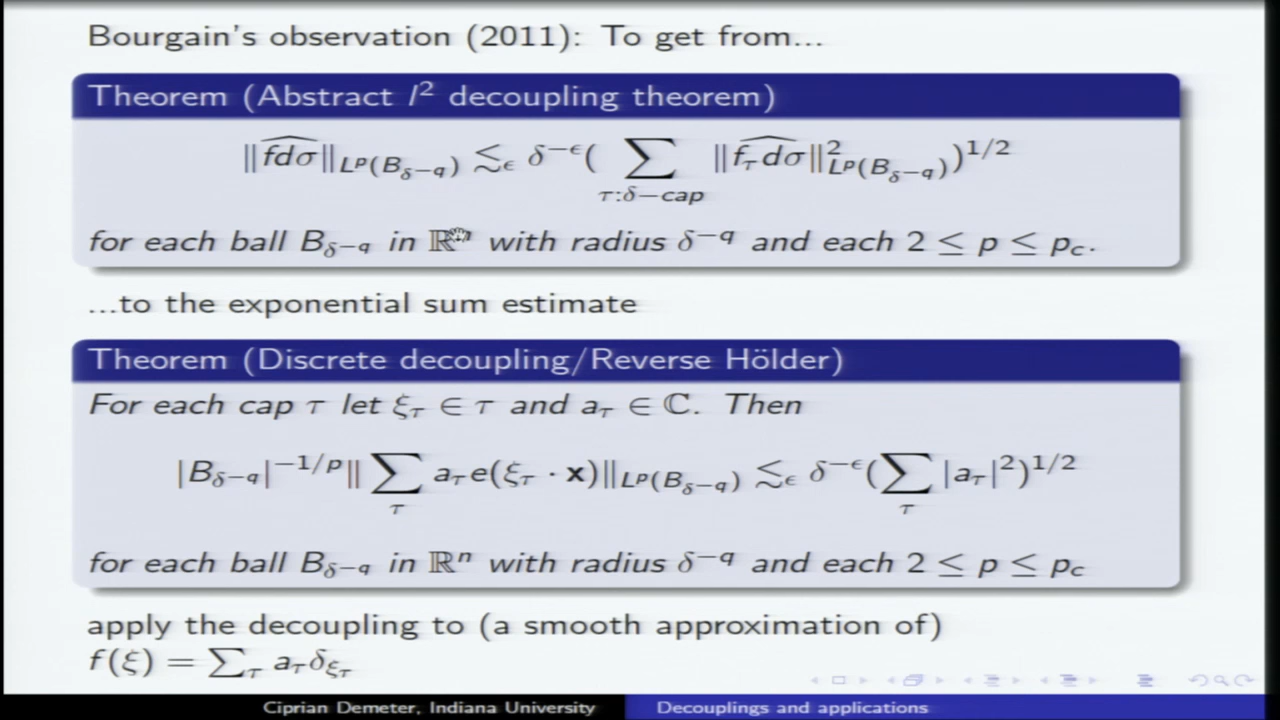 Bourgain's observation (2011): To get from...
Theorem (Abstract l² decoupling theorem)
‖\widehat{fdσ}‖_{L^p(B_{δ^{-q}})} ≲_ϵ δ^{-ϵ}( ∑_{τ:δ−cap} ‖\widehat{f_τ dσ}‖²_{L^p(B_{δ^{-q}})})^{1/2}
for each ball B_{δ^{-q}} in ℝⁿ with radius δ^{-q} and each 2 ≤ p ≤ p_c.
...to the exponential sum estimate
Theorem (Discrete decoupling/Reverse Hölder)
For each cap τ let ξ_τ ∈ τ and a_τ ∈ ℂ. Then
|B_{δ^{-q}}|^{-1/p}‖ ∑_τ a_τ e(ξ_τ · x)‖_{L^p(B_{δ^{-q}})} ≲_ϵ δ^{-ϵ}(∑_τ |a_τ|²)^{1/2}
for each ball B_{δ^{-q}} in ℝⁿ with radius δ^{-q} and each 2 ≤ p ≤ p_c
apply the decoupling to (a smooth approximation of)
f(ξ) = ∑_τ a_τ δ_{ξ_τ}
Ciprian Demeter, Indiana University Decouplings and applications